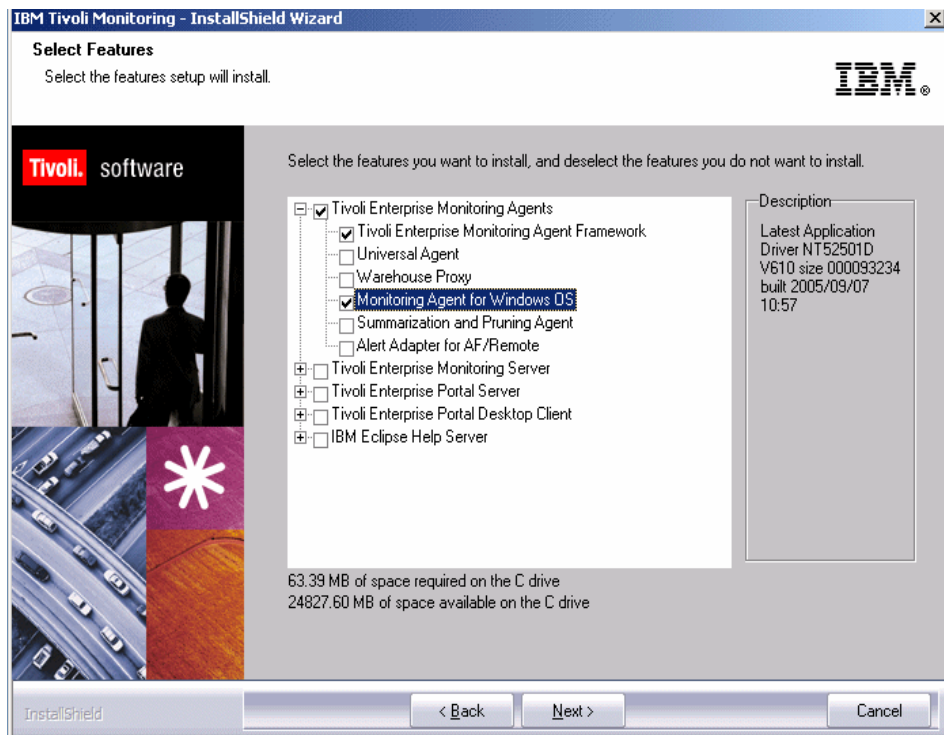 IBM Tivoli Monitoring - InstallShield Wizard
Select Features
Select the features setup will install.
IBM®
Tivoli. software
Select the features you want to install, and deselect the features you do not want to install.
Tivoli Enterprise Monitoring Agents
Tivoli Enterprise Monitoring Agent Framework
Universal Agent
Warehouse Proxy
Monitoring Agent for Windows OS
Summarization and Pruning Agent
Alert Adapter for AF/Remote
Tivoli Enterprise Monitoring Server
Tivoli Enterprise Portal Server
Tivoli Enterprise Portal Desktop Client
IBM Eclipse Help Server
Description
Latest Application
Driver NT52501D
V610 size 000093234
built 2005/09/07
10:57
63.39 MB of space required on the C drive
24827.60 MB of space available on the C drive
InstallShield
< Back
Next >
Cancel